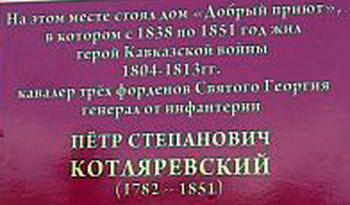 На этом месте стоял дом «Добрый приют»,
в котором с 1838 по 1851 год жил
герой Кавказской войны
1804-1813гг.
кавалер трёх форденов Святого Георгия
генерал от инфантерии
ПЁТР СТЕПАНОВИЧ
КОТЛЯРЕВСКИЙ
(1782 - 1851)